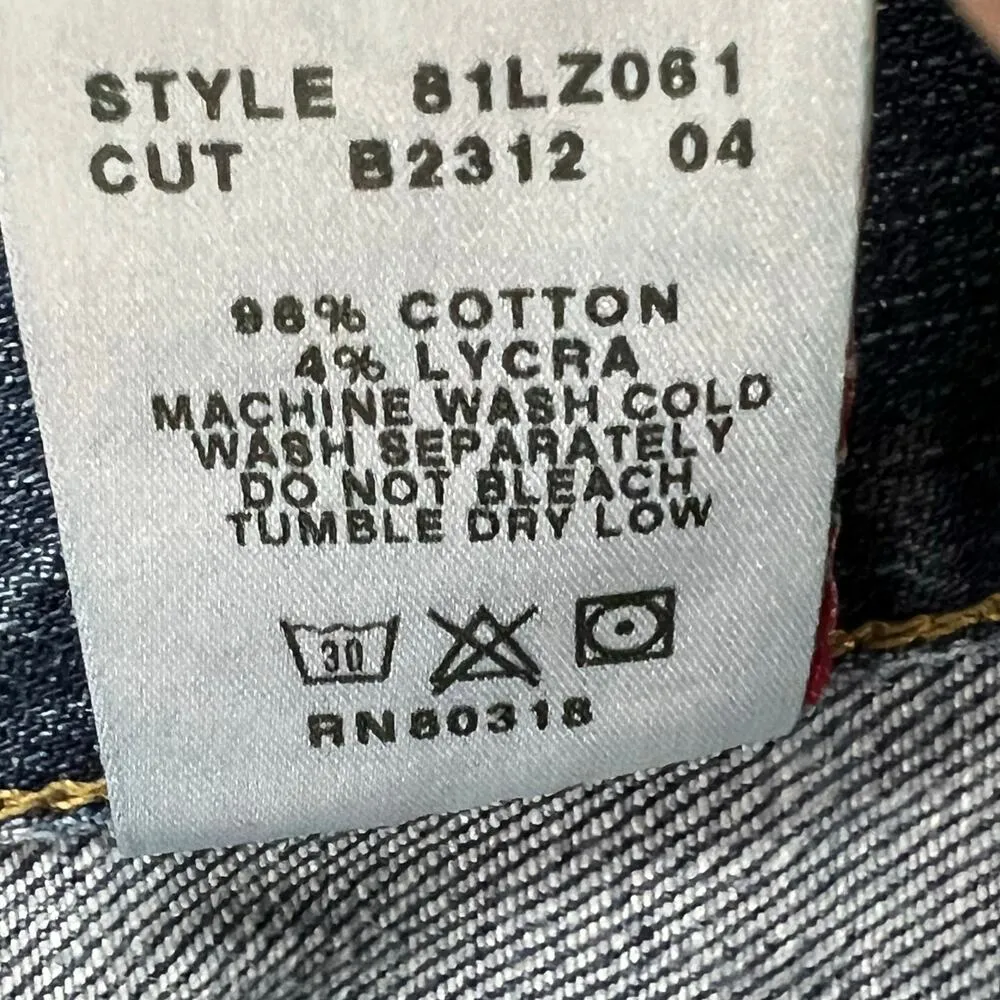 STYLE 81LZ061
CUT B2312 04
96% COTTON
4% LYCRA
MACHINE WASH COLD
WASH SEPARATELY
DO NOT BLEACH
TUMBLE DRY LOW
30
RN80318